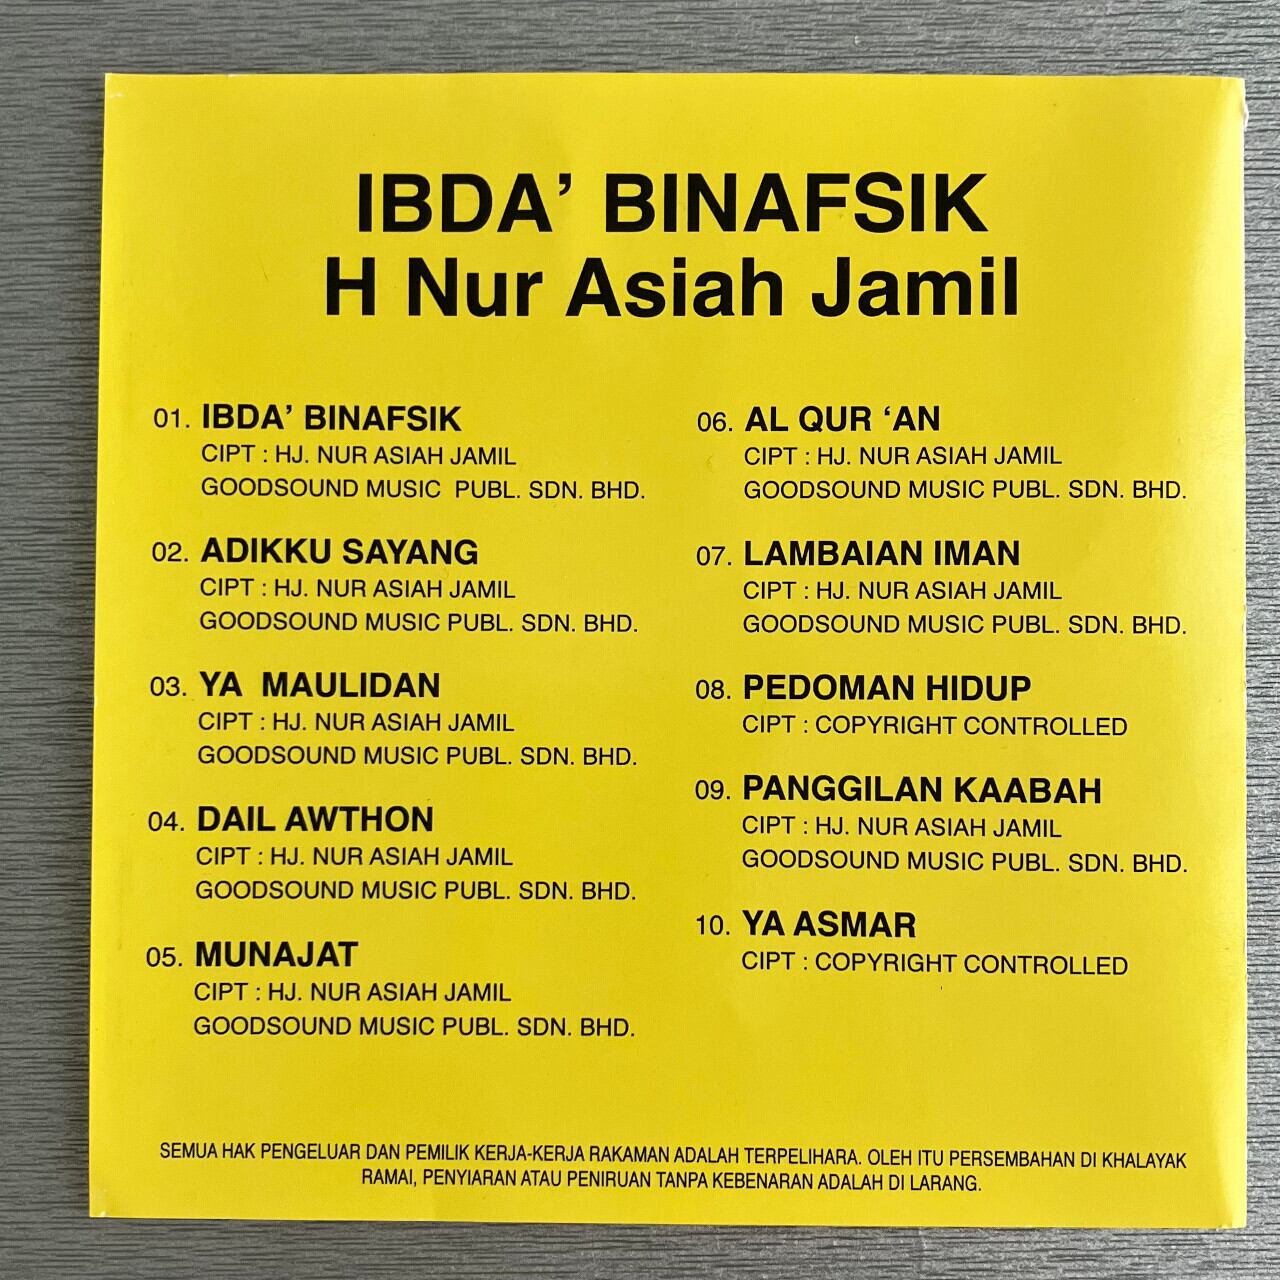 IBDA’ BINAFSIK
H Nur Asiah Jamil
01. IBDA’ BINAFSIK
CIPT : HJ. NUR ASIAH JAMIL
GOODSOUND MUSIC PUBL. SDN. BHD.
02. ADIKKU SAYANG
CIPT : HJ. NUR ASIAH JAMIL
GOODSOUND MUSIC PUBL. SDN. BHD.
03. YA MAULIDAN
CIPT : HJ. NUR ASIAH JAMIL
GOODSOUND MUSIC PUBL. SDN. BHD.
04. DAIL AWTHON
CIPT : HJ. NUR ASIAH JAMIL
GOODSOUND MUSIC PUBL. SDN. BHD.
05. MUNAJAT
CIPT : HJ. NUR ASIAH JAMIL
GOODSOUND MUSIC PUBL. SDN. BHD.
06. AL QUR ‘AN
CIPT : HJ. NUR ASIAH JAMIL
GOODSOUND MUSIC PUBL. SDN. BHD.
07. LAMBAIAN IMAN
CIPT : HJ. NUR ASIAH JAMIL
GOODSOUND MUSIC PUBL. SDN. BHD.
08. PEDOMAN HIDUP
CIPT : COPYRIGHT CONTROLLED
09. PANGGILAN KAABAH
CIPT : HJ. NUR ASIAH JAMIL
GOODSOUND MUSIC PUBL. SDN. BHD.
10. YA ASMAR
CIPT : COPYRIGHT CONTROLLED
SEMUA HAK PENGELUAR DAN PEMILIK KERJA-KERJA RAKAMAN ADALAH TERPELIHARA. OLEH ITU PERSEMBAHAN DI KHALAYAK
RAMAI, PENYIARAN ATAU PENIRUAN TANPA KEBENARAN ADALAH DI LARANG.